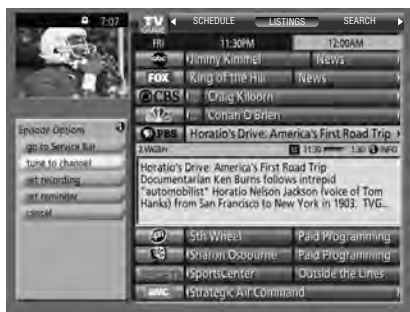 7:07
TV GUIDE SCHEDULE LISTINGS SEARCH
FRI 11:30PM 12:00AM
abc Jimmy Kimmel News
FOX King of the Hill News
CBS Craig Kilborn
Conan O'Brien
PBS Horatio's Drive: America's First Road Trip
11:30 1:30 INFO
Horatio's Drive: America's First Road Trip
Documentarian Ken Burns follows intrepid
"automobilist" Horatio Nelson Jackson (voice of Tom
Hanks) from San Francisco to New York in 1903. TVG...
Episode Options
go to Service Bar
tune to channel
set recording
set reminder
cancel
5th Wheel Paid Programming
Sharon Osbourne Paid Programming
SportsCenter Outside the Lines
amc Strategic Air Command